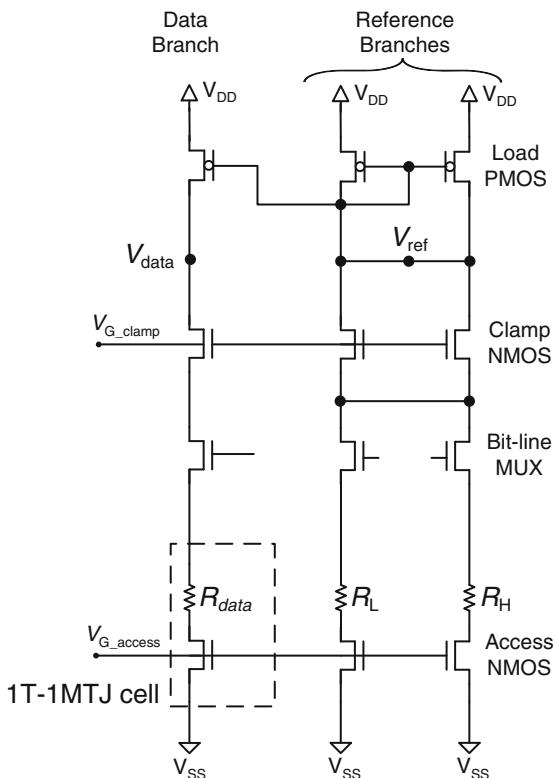 Data
Branch
Reference
Branches
V_DD
V_DD
V_DD
Load
PMOS
V_data
V_ref
V_G_clamp
Clamp
NMOS
Bit-line
MUX
R_data
R_L
R_H
V_G_access
Access
NMOS
1T-1MTJ cell
V_SS
V_SS
V_SS